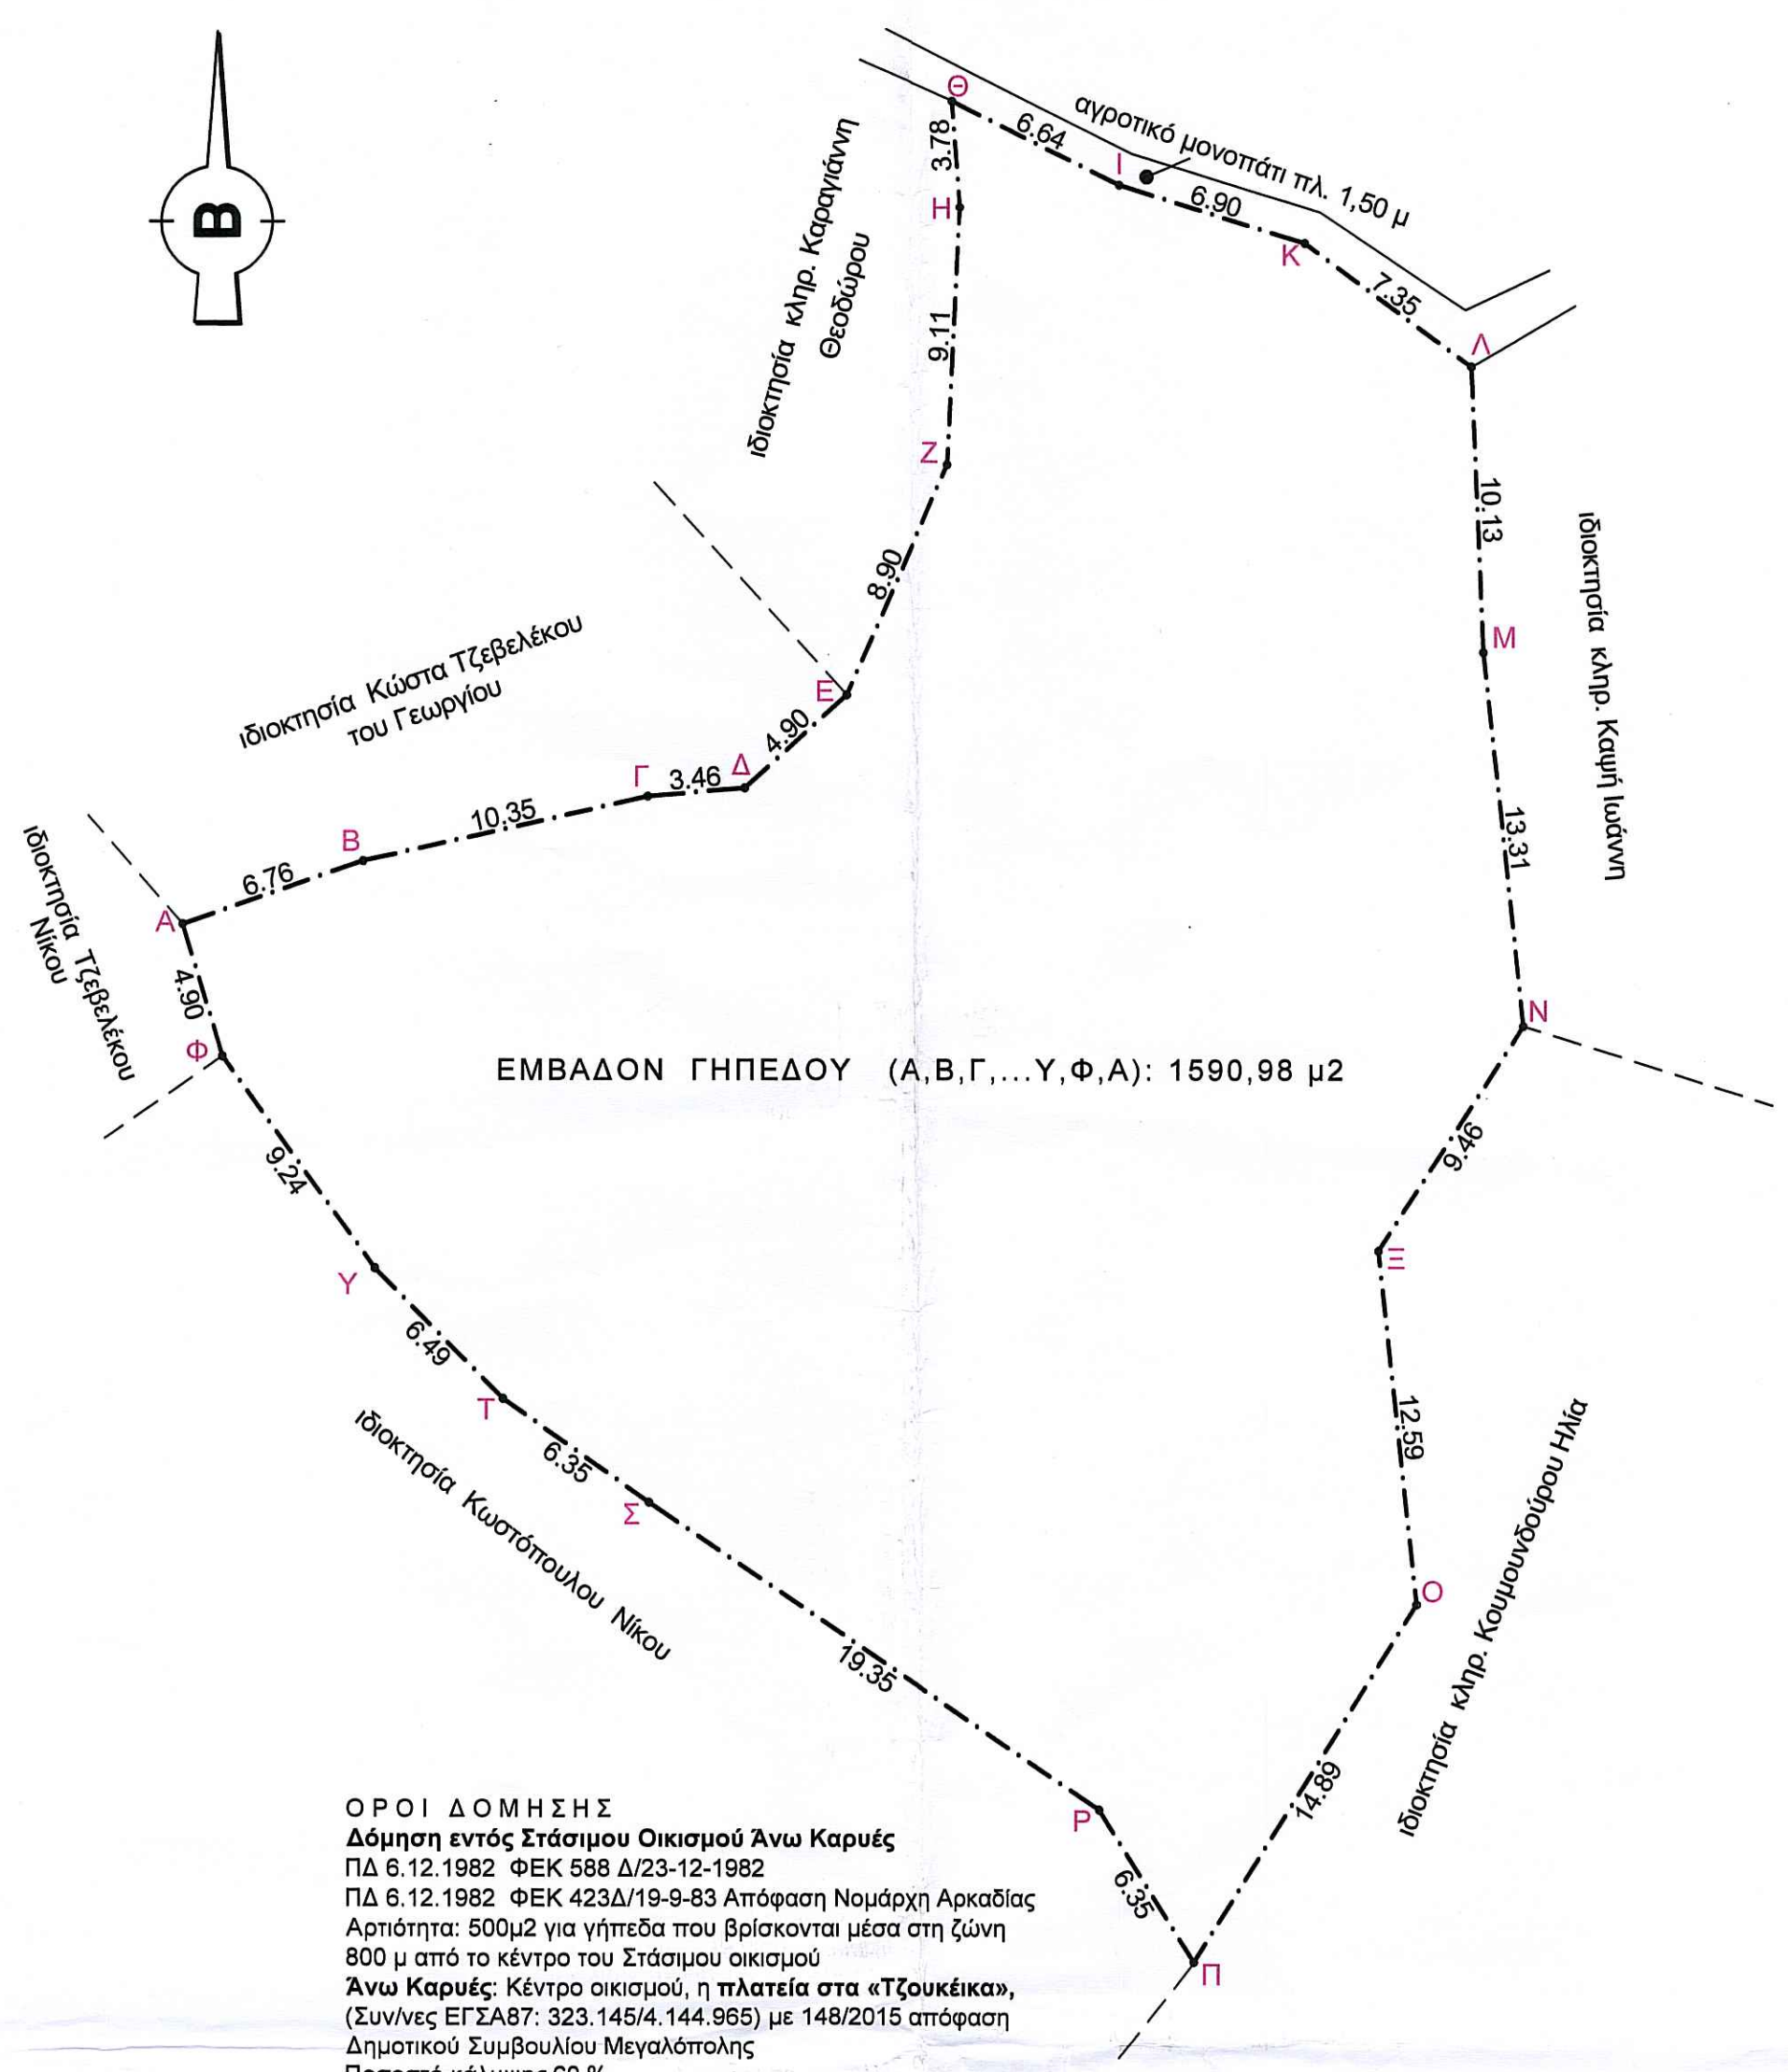 B
Θ
αγροτικό μονοπάτι πλ. 1,50 μ
6.64
3.78
Ι
6.90
Η
Κ
7.35
ιδιοκτησία κληρ. Καραγιάννη
Θεοδώρου
9.11
Λ
Ζ
10.13
ιδιοκτησία κληρ. Καψή Ιωάννη
8.90
Μ
ιδιοκτησία Κώστα Τζεβελέκου
του Γεωργίου
Ε
4.90
Γ
3.46
Δ
10.35
Β
13.31
6.76
ιδιοκτησία Τζεβελέκου
Νίκου
Α
4.90
Ν
Φ
ΕΜΒΑΔΟΝ ΓΗΠΕΔΟΥ (Α,Β,Γ,...Υ,Φ,Α): 1590,98 μ2
9.46
9.24
Ξ
Υ
6.49
Τ
12.59
6.35
Σ
ιδιοκτησία Κωστόπουλου Νίκου
Ο
ιδιοκτησία κληρ. Κουμουνδούρου Ηλία
19.35
14.89
Ρ
6.35
Π
ΟΡΟΙ ΔΟΜΗΣΗΣ
Δόμηση εντός Στάσιμου Οικισμού Άνω Καρυές
ΠΔ 6.12.1982 ΦΕΚ 588 Δ/23-12-1982
ΠΔ 6.12.1982 ΦΕΚ 423Δ/19-9-83 Απόφαση Νομάρχη Αρκαδίας
Αρτιότητα: 500μ2 για γήπεδα που βρίσκονται μέσα στη ζώνη
800 μ από το κέντρο του Στάσιμου οικισμού
Άνω Καρυές: Κέντρο οικισμού, η πλατεία στα «Τζουκέικα»,
(Συν/νες ΕΓΣΑ87: 323.145/4.144.965) με 148/2015 απόφαση
Δημοτικού Συμβουλίου Μεγαλόπολης